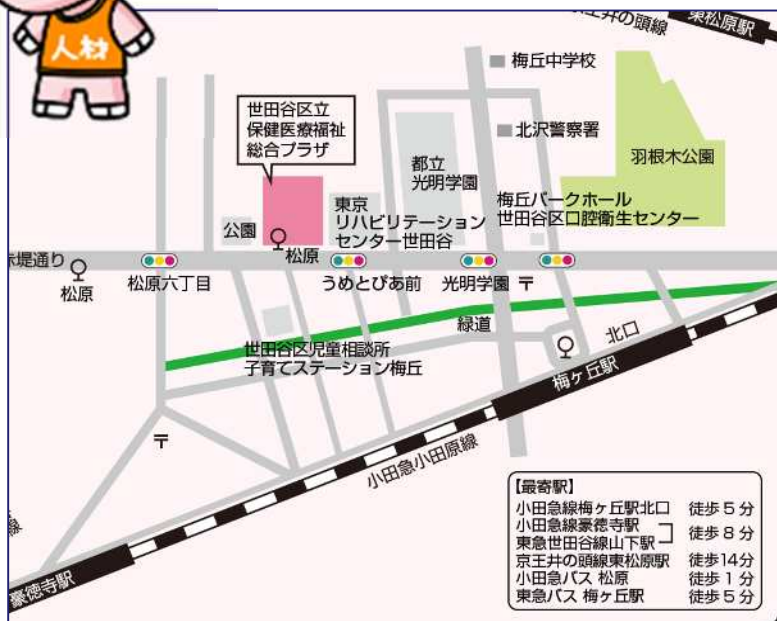 人材
京王井の頭線
東松原駅
梅丘中学校
世田谷区立
保健医療福祉
総合プラザ
北沢警察署
都立
光明学園
羽根木公園
東京
リハビリテーション
センター世田谷
梅丘パークホール
世田谷区口腔衛生センター
公園
松原
赤堤通り
松原
松原六丁目
うめとぴあ前
光明学園
〒
緑道
世田谷区児童相談所
子育てステーション梅丘
北口
梅ヶ丘駅
〒
小田急小田原線
線
豪徳寺駅
【最寄駅】
小田急線梅ヶ丘駅北口 徒歩5分
小田急線豪徳寺駅
東急世田谷線山下駅 徒歩8分
京王井の頭線東松原駅 徒歩14分
小田急バス 松原 徒歩1分
東急バス 梅ヶ丘駅 徒歩5分